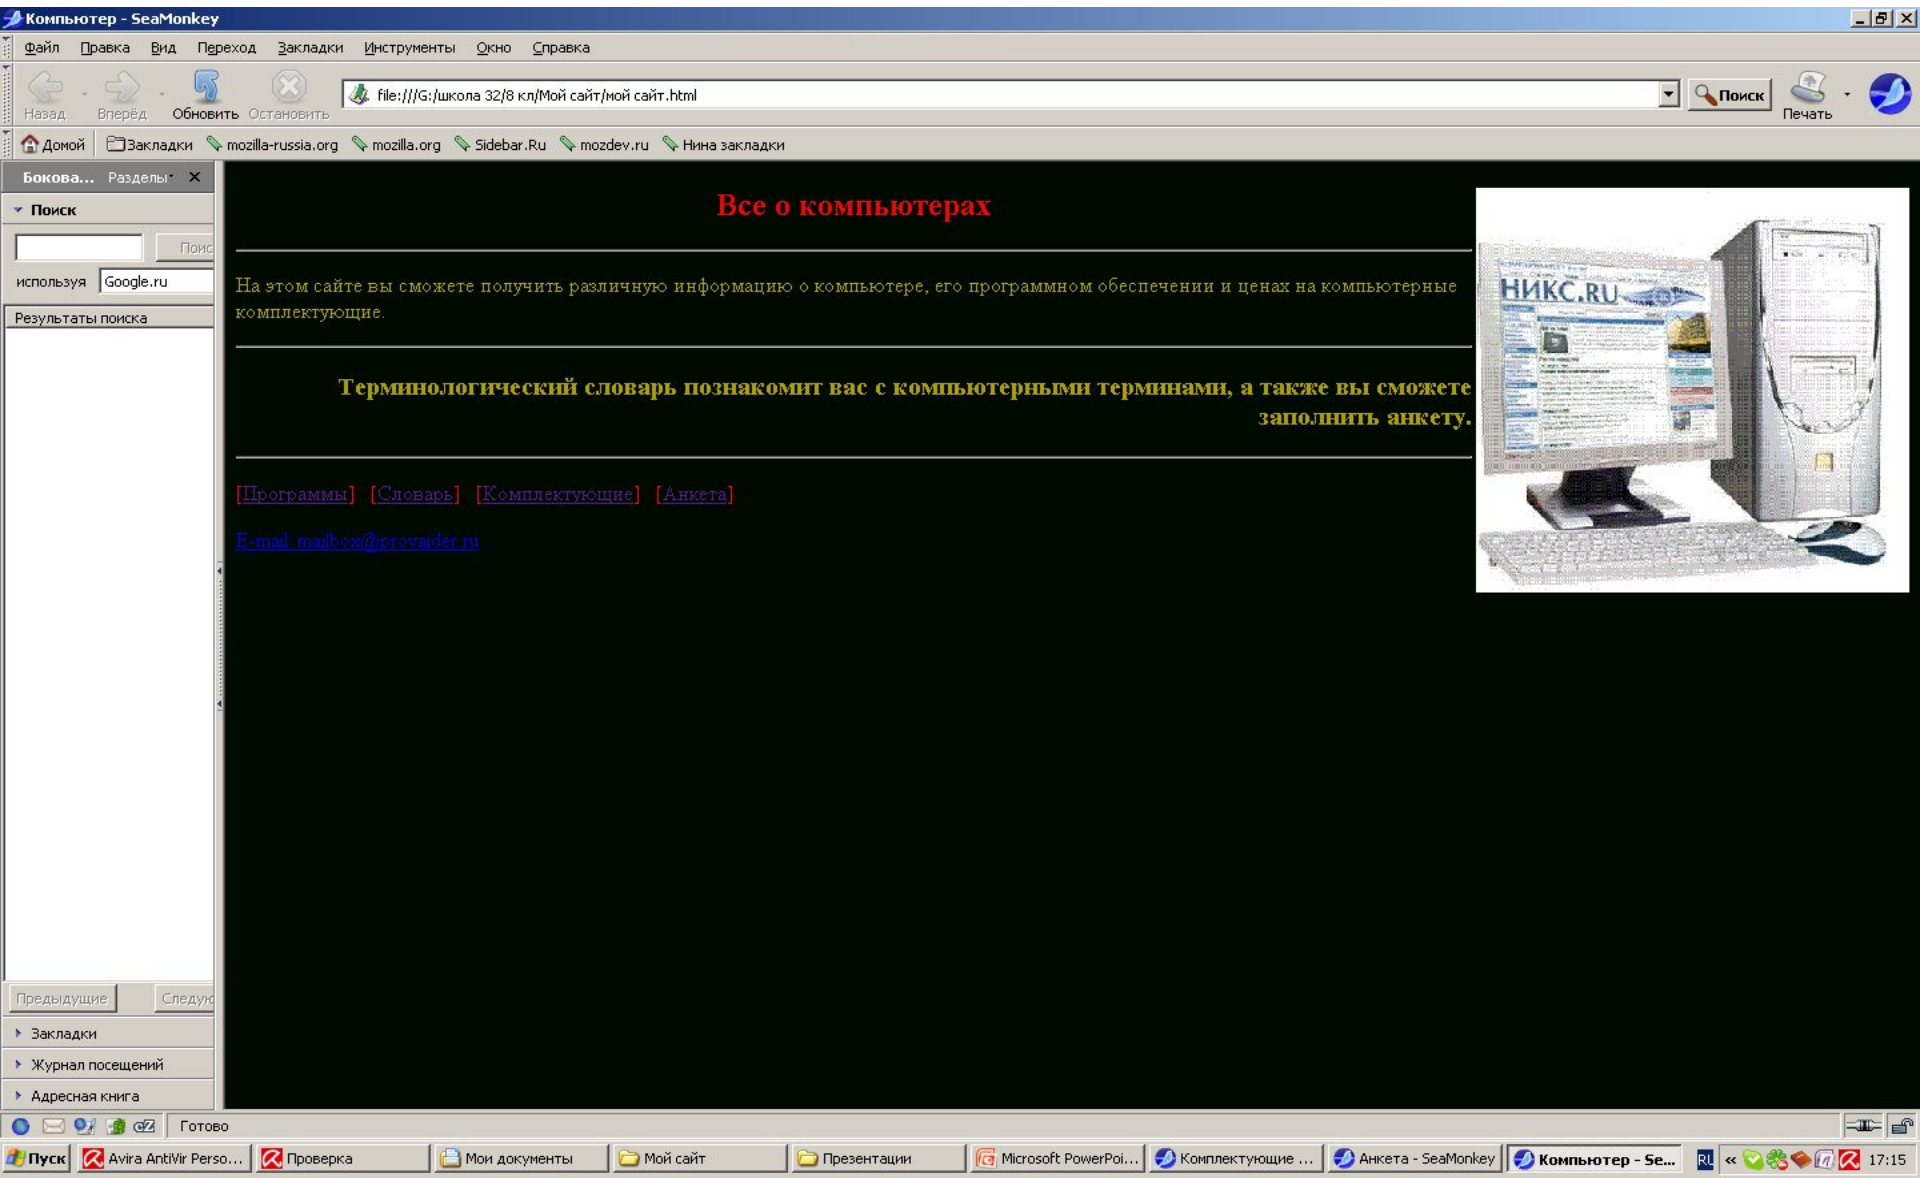 Компьютер - SeaMonkey
Файл Правка Вид Переход Закладки Инструменты Окно Справка
Назад Вперёд Обновить Остановить file:///G:/школа 32/8 кл/Мой сайт/мой сайт.html Поиск Печать
Домой Закладки mozilla-russia.org mozilla.org Sidebar.Ru mozdev.ru Нина закладки
Бокова... Разделы
Поиск
Поис
используя Google.ru
Результаты поиска
Предыдущие Следую
Закладки
Журнал посещений
Адресная книга
Все о компьютерах
На этом сайте вы сможете получить различную информацию о компьютере, его программном обеспечении и ценах на компьютерные
комплектующие.
Терминологический словарь познакомит вас с компьютерными терминами, а также вы сможете
заполнить анкету.
[Программы] [Словарь] [Комплектующие] [Анкета]
E-mail: mailbox@provaider.ru
НИКС.RU
Готово
Пуск Avira AntiVir Perso... Проверка Мои документы Мой сайт Презентации Microsoft PowerPoi... Комплектующие ... Анкета - SeaMonkey Компьютер - Se... RU « 17:15